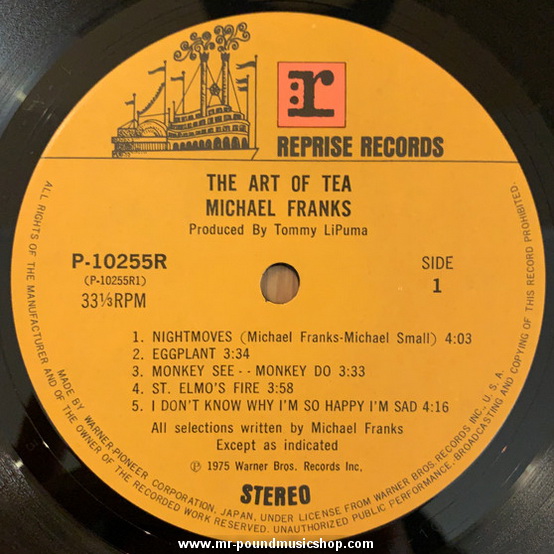 r
REPRISE RECORDS
THE ART OF TEA
MICHAEL FRANKS
Produced By Tommy LiPuma
P-10255R
(P-10255R1)
33⅓RPM
SIDE
1
1. NIGHTMOVES (Michael Franks-Michael Small) 4:03
2. EGGPLANT 3:34
3. MONKEY SEE - - MONKEY DO 3:33
4. ST. ELMO'S FIRE 3:58
5. I DON'T KNOW WHY I'M SO HAPPY I'M SAD 4:16
All selections written by Michael Franks
Except as indicated
℗ 1975 Warner Bros. Records Inc,
STEREO
ALL RIGHTS OF THE MANUFACTURER AND OF THE OWNER OF THE RECORDED WORK RESERVED. UNAUTHORIZED PUBLIC PERFORMANCE, BROADCASTING AND COPYING OF THIS RECORD PROHIBITED.
MADE BY WARNER-PIONEER CORPORATION, JAPAN, UNDER LICENSE FROM WARNER BROS. RECORDS INC., U.S.A.
www.mr-poundmusicshop.com